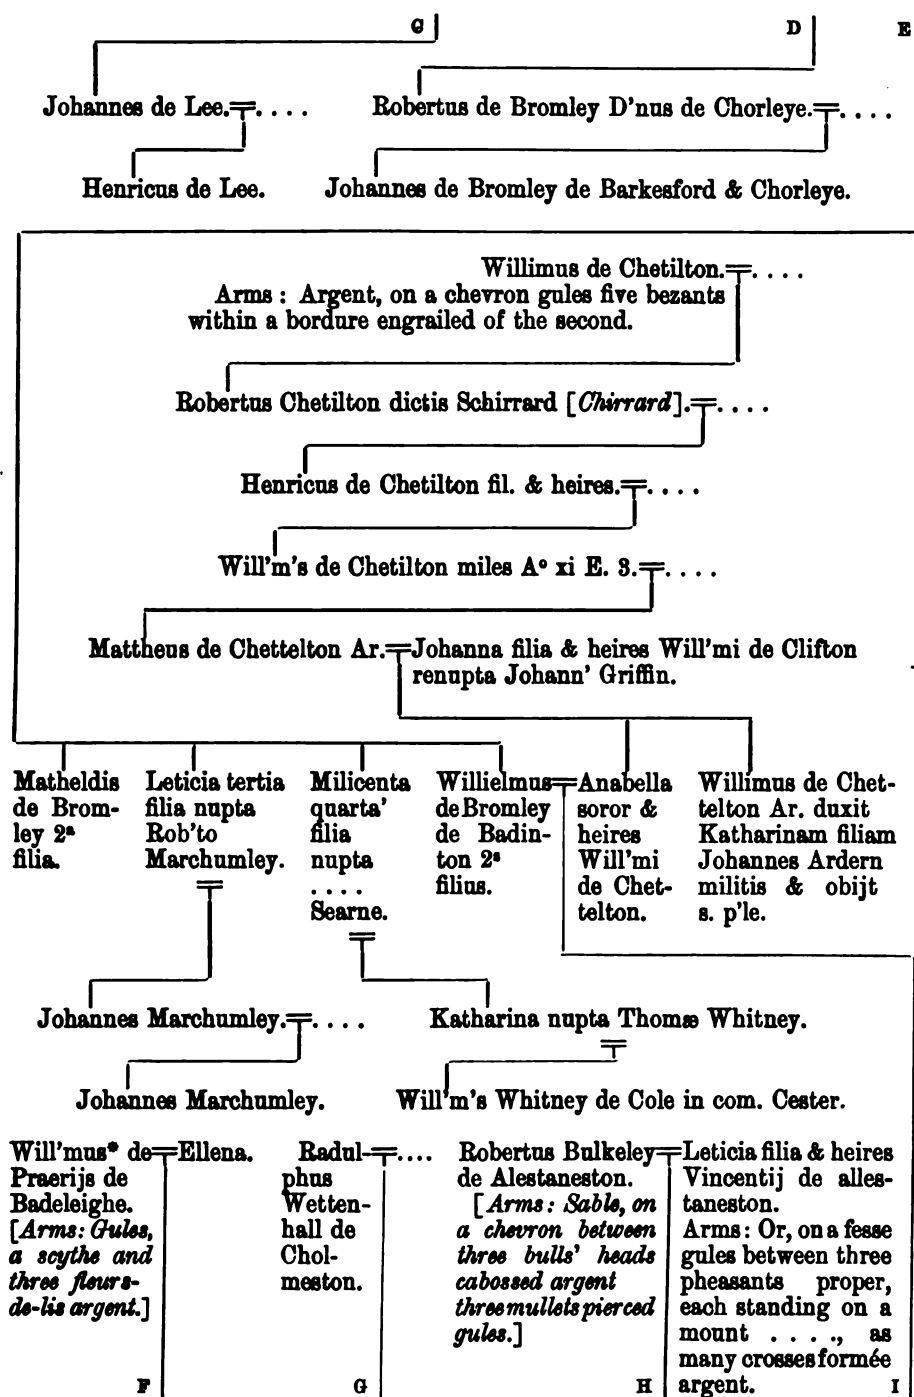 C D E
Johannes de Lee.=.... Robertus de Bromley D'nus de Chorleye.=....
Henricus de Lee. Johannes de Bromley de Barkesford & Chorleye.
Willimus de Chetilton.=....
Arms : Argent, on a chevron gules five bezants
within a bordure engrailed of the second.
Robertus Chetilton dictis Schirrard [Chirrard].=....
Henricus de Chetilton fil. & heires.=....
Will'm's de Chetilton miles Aº xi E. 3.=....
Mattheus de Chettelton Ar.=Johanna filia & heires Will'mi de Clifton
renupta Johann' Griffin.
Matheldis
de Brom-
ley 2ª
filia.
Leticia tertia
filia nupta
Rob'to
Marchumley.
Milicenta
quarta'
filia
nupta
....
Searne.
Willielmus=
de Bromley
de Badin-
ton 2ˢ
filius.
Anabella
soror &
heires
Will'mi
de Chet-
telton.
Willimus de Chet-
telton Ar. duxit
Katharinam filiam
Johannes Ardern
militis & obijt
s. p'le.
Johannes Marchumley.=.... Katharina nupta Thomæ Whitney.
Johannes Marchumley. Will'm's Whitney de Cole in com. Cester.
Will'mus* de=Ellena.
Praerijs de
Badeleighe.
[Arms: Gules,
a scythe and
three fleurs-
de-lis argent.]
Radul-=....
phus
Wetten-
hall de
Chol-
meston.
Robertus Bulkeley=
de Alestaneston.
[Arms: Sable, on
a chevron between
three bulls' heads
cabossed argent
three mullets pierced
gules.]
Leticia filia & heires
Vincentij de alles-
taneston.
Arms: Or, on a fesse
gules between three
pheasants proper,
each standing on a
mount ...., as
many crosses formée
argent.
F G H I